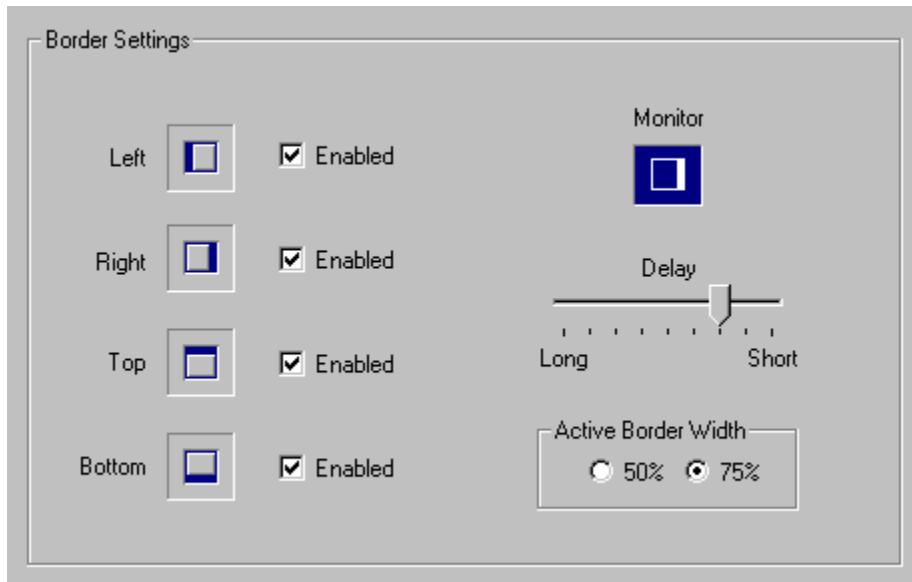 Border Settings
Left
Enabled
Right
Enabled
Top
Enabled
Bottom
Enabled
Monitor
Delay
Long Short
Active Border Width
50% 75%